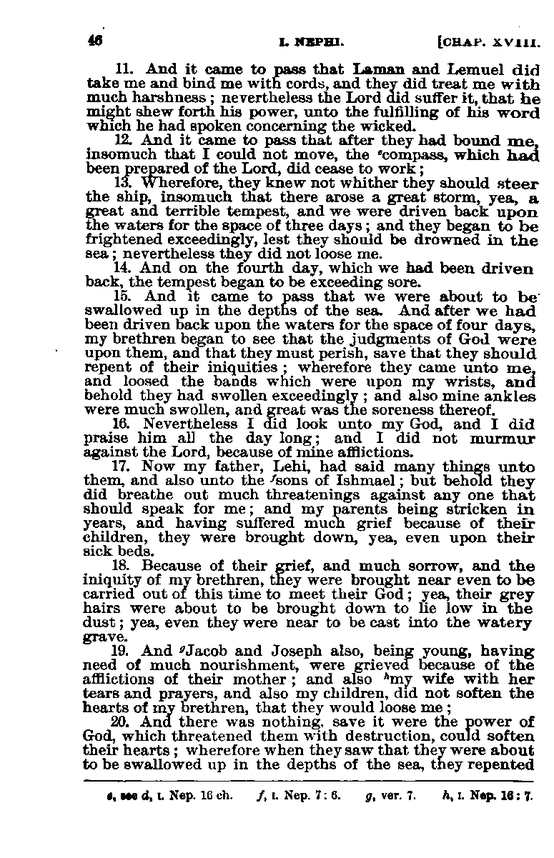 46 I. NEPHI. [CHAP. XVIII.
11. And it came to pass that Laman and Lemuel did
take me and bind me with cords, and they did treat me with
much harshness; nevertheless the Lord did suffer it, that he
might shew forth his power, unto the fulfilling of his word
which he had spoken concerning the wicked.
12. And it came to pass that after they had bound me,
insomuch that I could not move, the ᵉcompass, which had
been prepared of the Lord, did cease to work;
13. Wherefore, they knew not whither they should steer
the ship, insomuch that there arose a great storm, yea, a
great and terrible tempest, and we were driven back upon
the waters for the space of three days; and they began to be
frightened exceedingly, lest they should be drowned in the
sea; nevertheless they did not loose me.
14. And on the fourth day, which we had been driven
back, the tempest began to be exceeding sore.
15. And it came to pass that we were about to be
swallowed up in the depths of the sea. And after we had
been driven back upon the waters for the space of four days,
my brethren began to see that the judgments of God were
upon them, and that they must perish, save that they should
repent of their iniquities; wherefore they came unto me,
and loosed the bands which were upon my wrists, and
behold they had swollen exceedingly; and also mine ankles
were much swollen, and great was the soreness thereof.
16. Nevertheless I did look unto my God, and I did
praise him all the day long; and I did not murmur
against the Lord, because of mine afflictions.
17. Now my father, Lehi, had said many things unto
them, and also unto the ᶠsons of Ishmael; but behold they
did breathe out much threatenings against any one that
should speak for me; and my parents being stricken in
years, and having suffered much grief because of their
children, they were brought down, yea, even upon their
sick beds.
18. Because of their grief, and much sorrow, and the
iniquity of my brethren, they were brought near even to be
carried out of this time to meet their God; yea, their grey
hairs were about to be brought down to lie low in the
dust; yea, even they were near to be cast into the watery
grave.
19. And ᵍJacob and Joseph also, being young, having
need of much nourishment, were grieved because of the
afflictions of their mother; and also ʰmy wife with her
tears and prayers, and also my children, did not soften the
hearts of my brethren, that they would loose me;
20. And there was nothing, save it were the power of
God, which threatened them with destruction, could soften
their hearts; wherefore when they saw that they were about
to be swallowed up in the depths of the sea, they repented
e, see d, I. Nep. 16 ch. f, I. Nep. 7: 6. g, ver. 7. h, I. Nep. 16: 7.